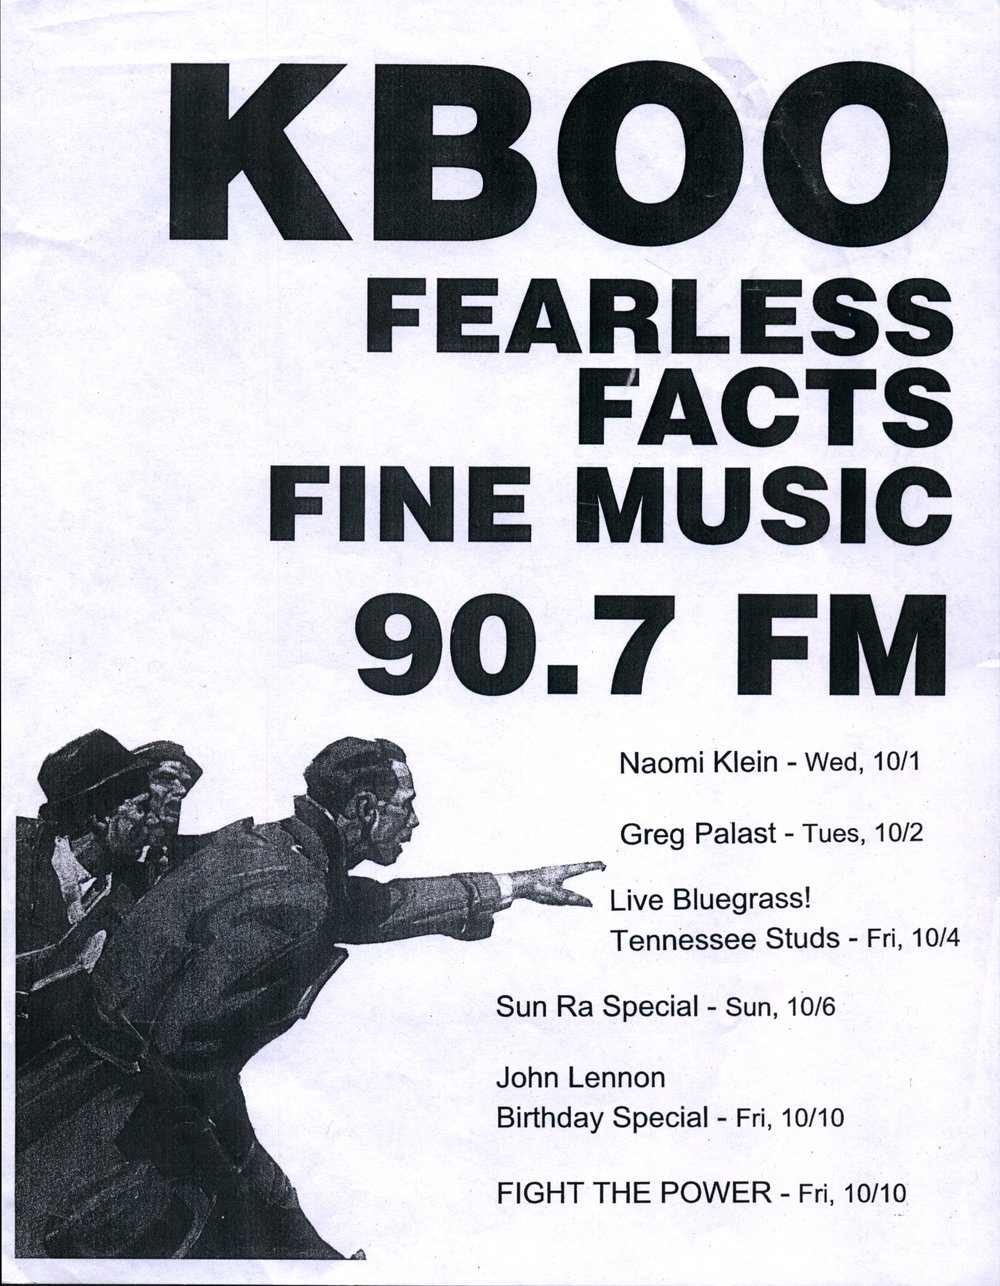 KBOO
FEARLESS
FACTS
FINE MUSIC
90.7 FM
Naomi Klein - Wed, 10/1
Greg Palast - Tues, 10/2
Live Bluegrass!
Tennessee Studs - Fri, 10/4
Sun Ra Special - Sun, 10/6
John Lennon
Birthday Special - Fri, 10/10
FIGHT THE POWER - Fri, 10/10